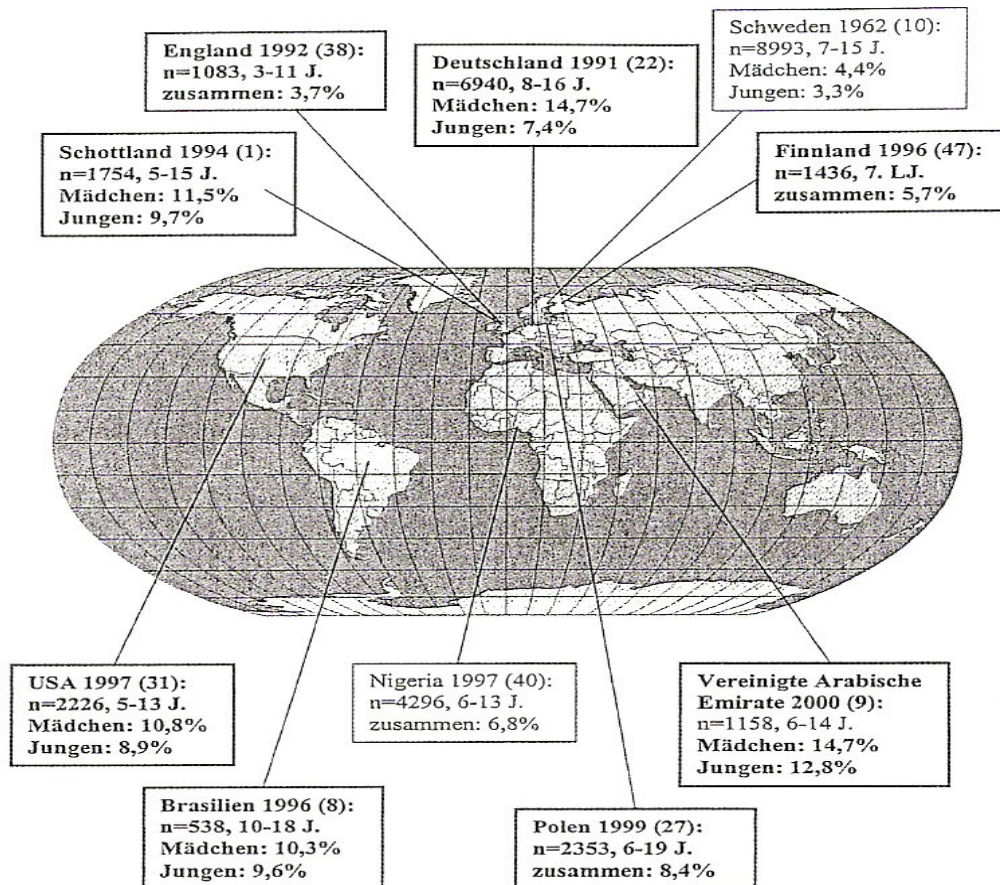 England 1992 (38):
n=1083, 3-11 J.
zusammen: 3,7%
Deutschland 1991 (22):
n=6940, 8-16 J.
Mädchen: 14,7%
Jungen: 7,4%
Schweden 1962 (10):
n=8993, 7-15 J.
Mädchen: 4,4%
Jungen: 3,3%
Schottland 1994 (1):
n=1754, 5-15 J.
Mädchen: 11,5%
Jungen: 9,7%
Finnland 1996 (47):
n=1436, 7. LJ.
zusammen: 5,7%
USA 1997 (31):
n=2226, 5-13 J.
Mädchen: 10,8%
Jungen: 8,9%
Nigeria 1997 (40):
n=4296, 6-13 J.
zusammen: 6,8%
Vereinigte Arabische
Emirate 2000 (9):
n=1158, 6-14 J.
Mädchen: 14,7%
Jungen: 12,8%
Brasilien 1996 (8):
n=538, 10-18 J.
Mädchen: 10,3%
Jungen: 9,6%
Polen 1999 (27):
n=2353, 6-19 J.
zusammen: 8,4%